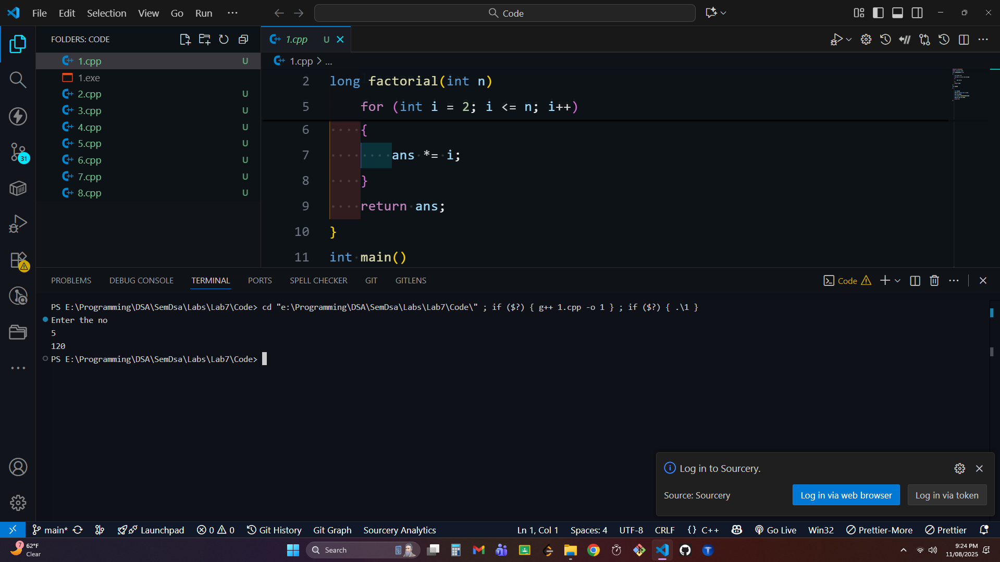 File Edit Selection View Go Run ···
Code
FOLDERS: CODE
1.cpp U
1.exe
2.cpp U
3.cpp U
4.cpp U
5.cpp U
6.cpp U
7.cpp U
8.cpp U
31
1.cpp U
1.cpp > ...
2 long factorial(int n)
5 for (int i = 2; i <= n; i++)
6 {
7 ans *= i;
8 }
9 return ans;
10 }
11 int main()
PROBLEMS DEBUG CONSOLE TERMINAL PORTS SPELL CHECKER GIT GITLENS
Code
PS E:\Programming\DSA\SemDsa\Labs\Lab7\Code> cd "e:\Programming\DSA\SemDsa\Labs\Lab7\Code\" ; if ($?) { g++ 1.cpp -o 1 } ; if ($?) { .\1 }
Enter the no
5
120
PS E:\Programming\DSA\SemDsa\Labs\Lab7\Code>
Log in to Sourcery.
Source: Sourcery
Log in via web browser
Log in via token
main* Launchpad 0 0 Git History Git Graph Sourcery Analytics Ln 1, Col 1 Spaces: 4 UTF-8 CRLF {} C++ Go Live Win32 Prettier-More Prettier
7 62°F
Clear
Search
9:24 PM
11/08/2025